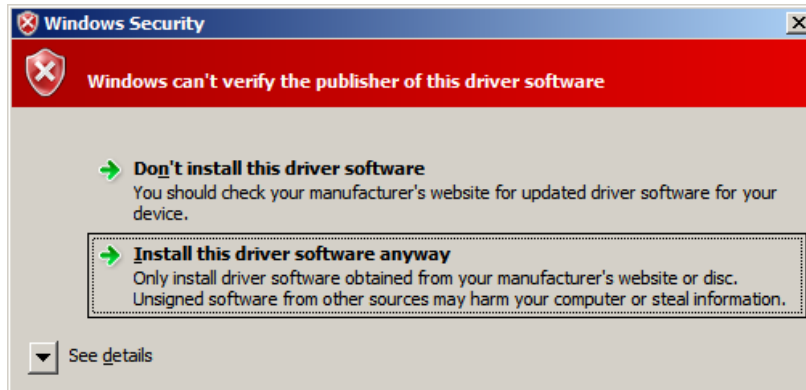 Windows Security
Windows can't verify the publisher of this driver software
Don't install this driver software
You should check your manufacturer's website for updated driver software for your
device.
Install this driver software anyway
Only install driver software obtained from your manufacturer's website or disc.
Unsigned software from other sources may harm your computer or steal information.
See details